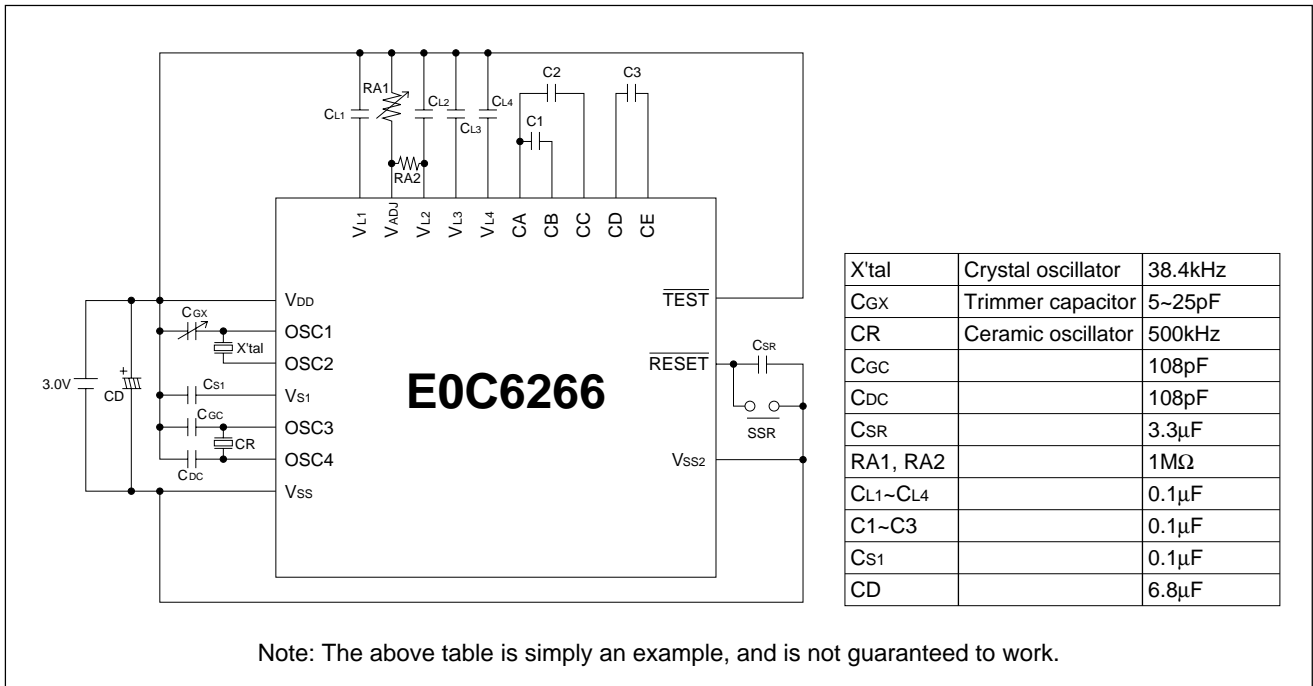 C2
C3
RA1
CL1
CL2
CL4
CL3
C1
RA2
VL1
VADJ
VL2
VL3
VL4
CA
CB
CC
CD
CE
3.0V
+
CD
VDD
CGX
OSC1
X'tal
OSC2
CS1
VS1
CGC
OSC3
CR
CDC
OSC4
VSS
E0C6266
TEST
RESET
CSR
SSR
VSS2
X'tal Crystal oscillator 38.4kHz
CGX Trimmer capacitor 5~25pF
CR Ceramic oscillator 500kHz
CGC 108pF
CDC 108pF
CSR 3.3µF
RA1, RA2 1MΩ
CL1~CL4 0.1µF
C1~C3 0.1µF
CS1 0.1µF
CD 6.8µF
Note: The above table is simply an example, and is not guaranteed to work.